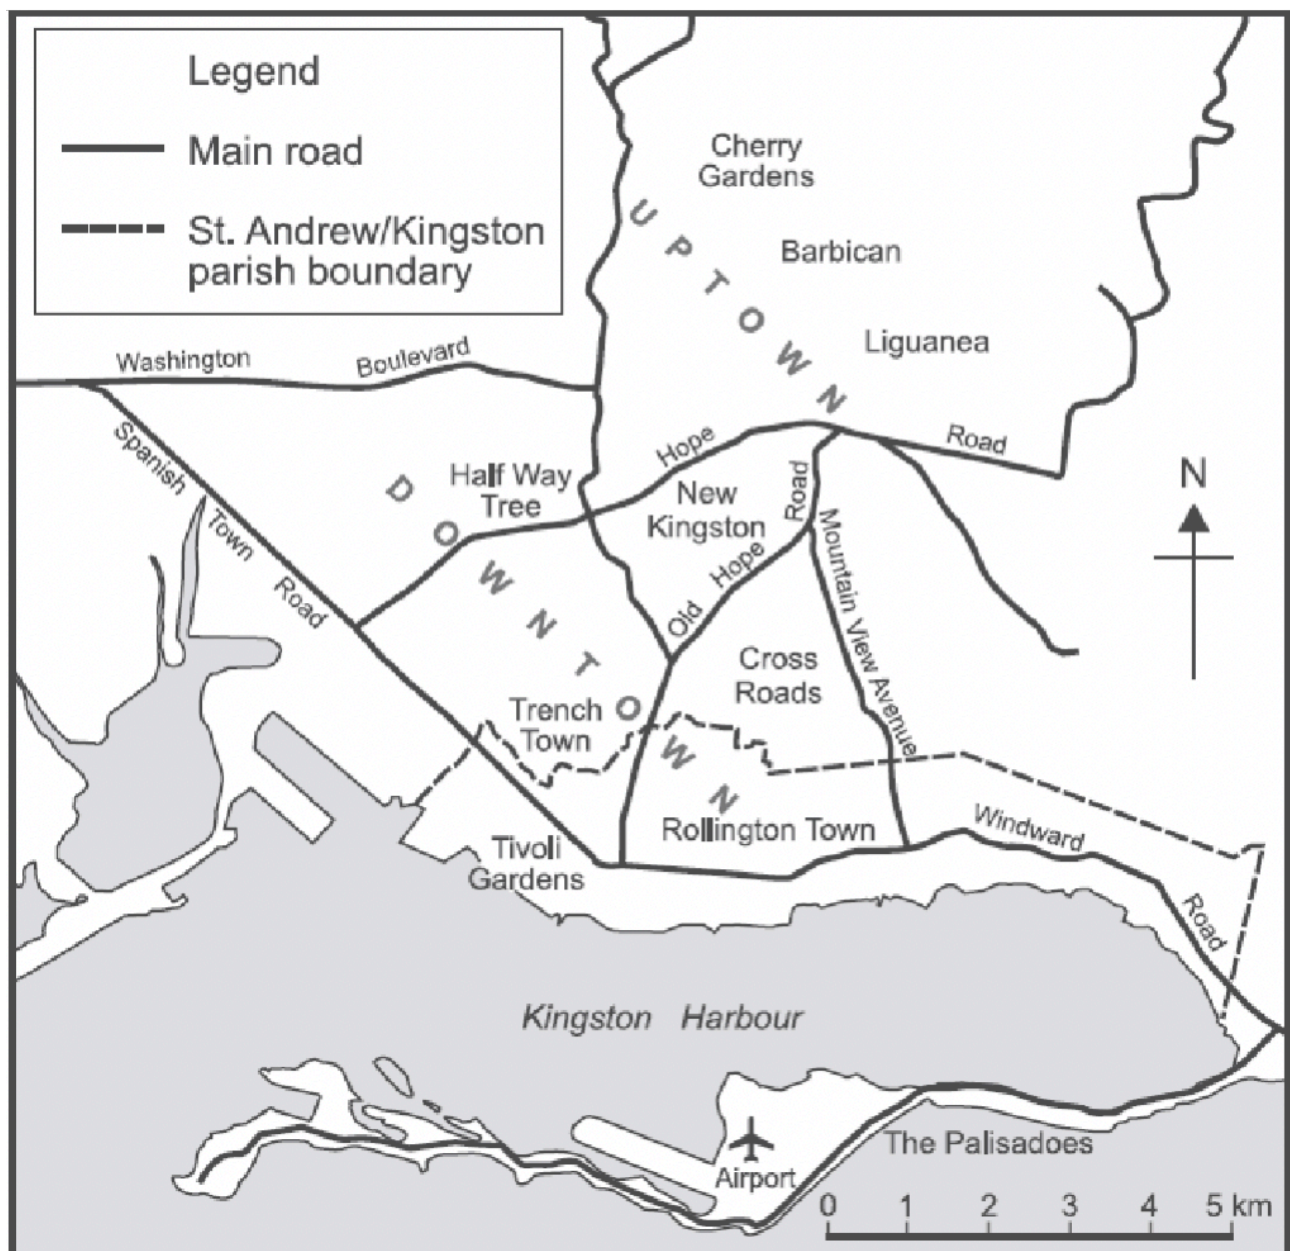 Legend
Main road
St. Andrew/Kingston
parish boundary
Cherry
Gardens
UPTOWN
Barbican
Liguanea
Washington Boulevard
Spanish Town Road
Half Way
Tree
DOWNTOWN
Hope Road
New
Kingston
Old Hope Road
Mountain View Avenue
N
Cross
Roads
Trench
Town
Rollington Town
Windward Road
Tivoli
Gardens
Kingston Harbour
The Palisadoes
Airport
0 1 2 3 4 5 km